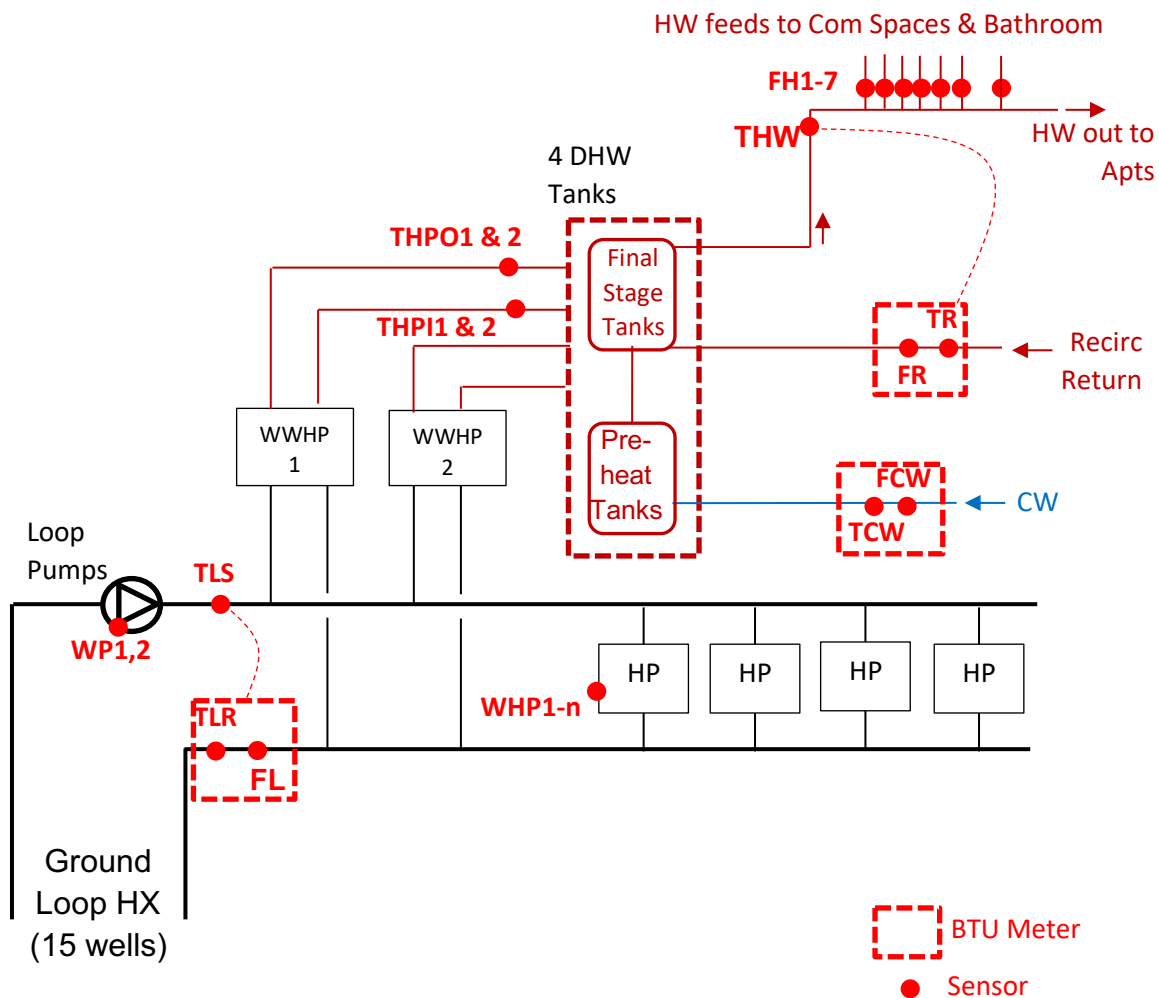 HW feeds to Com Spaces & Bathroom
FH1-7
THW
HW out to
Apts
4 DHW
Tanks
THPO1 & 2
Final
Stage
Tanks
THPI1 & 2
TR
FR
Recirc
Return
WWHP
1
WWHP
2
Pre-
heat
Tanks
FCW
TCW
CW
Loop
Pumps
TLS
WP1,2
HP
HP
HP
HP
WHP1-n
TLR
FL
Ground
Loop HX
(15 wells)
BTU Meter
Sensor